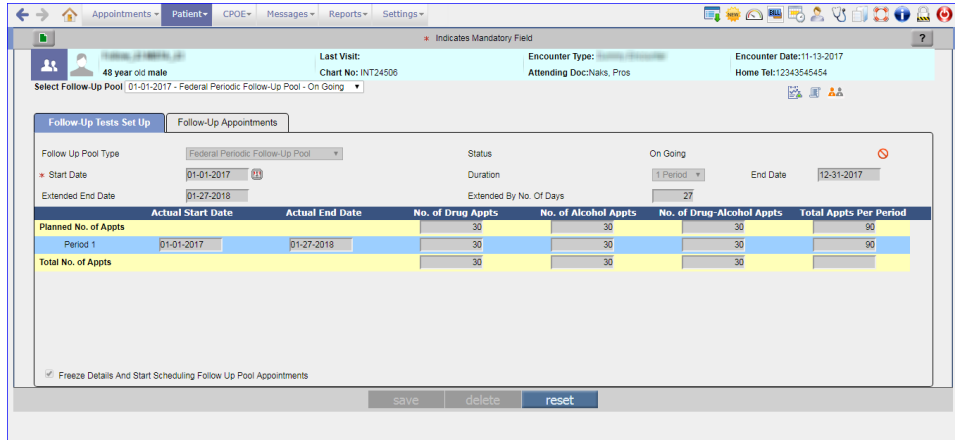 Appointments Patient CPOE Messages Reports Settings NEW BILL
* Indicates Mandatory Field ?
Last Visit: Encounter Type: Encounter Date:11-13-2017
48 year old male Chart No: INT24506 Attending Doc:Naks, Pros Home Tel:12343545454
Select Follow-Up Pool 01-01-2017 - Federal Periodic Follow-Up Pool - On Going
Follow-Up Tests Set Up Follow-Up Appointments
Follow Up Pool Type Federal Periodic Follow-Up Pool Status On Going
* Start Date 01-01-2017 Duration 1 Period End Date 12-31-2017
Extended End Date 01-27-2018 Extended By No. Of Days 27
Actual Start Date Actual End Date No. of Drug Appts No. of Alcohol Appts No. of Drug-Alcohol Appts Total Appts Per Period
Planned No. of Appts 30 30 30 90
Period 1 01-01-2017 01-27-2018 30 30 30 90
Total No. of Appts 30 30 30
Freeze Details And Start Scheduling Follow Up Pool Appointments
save delete reset